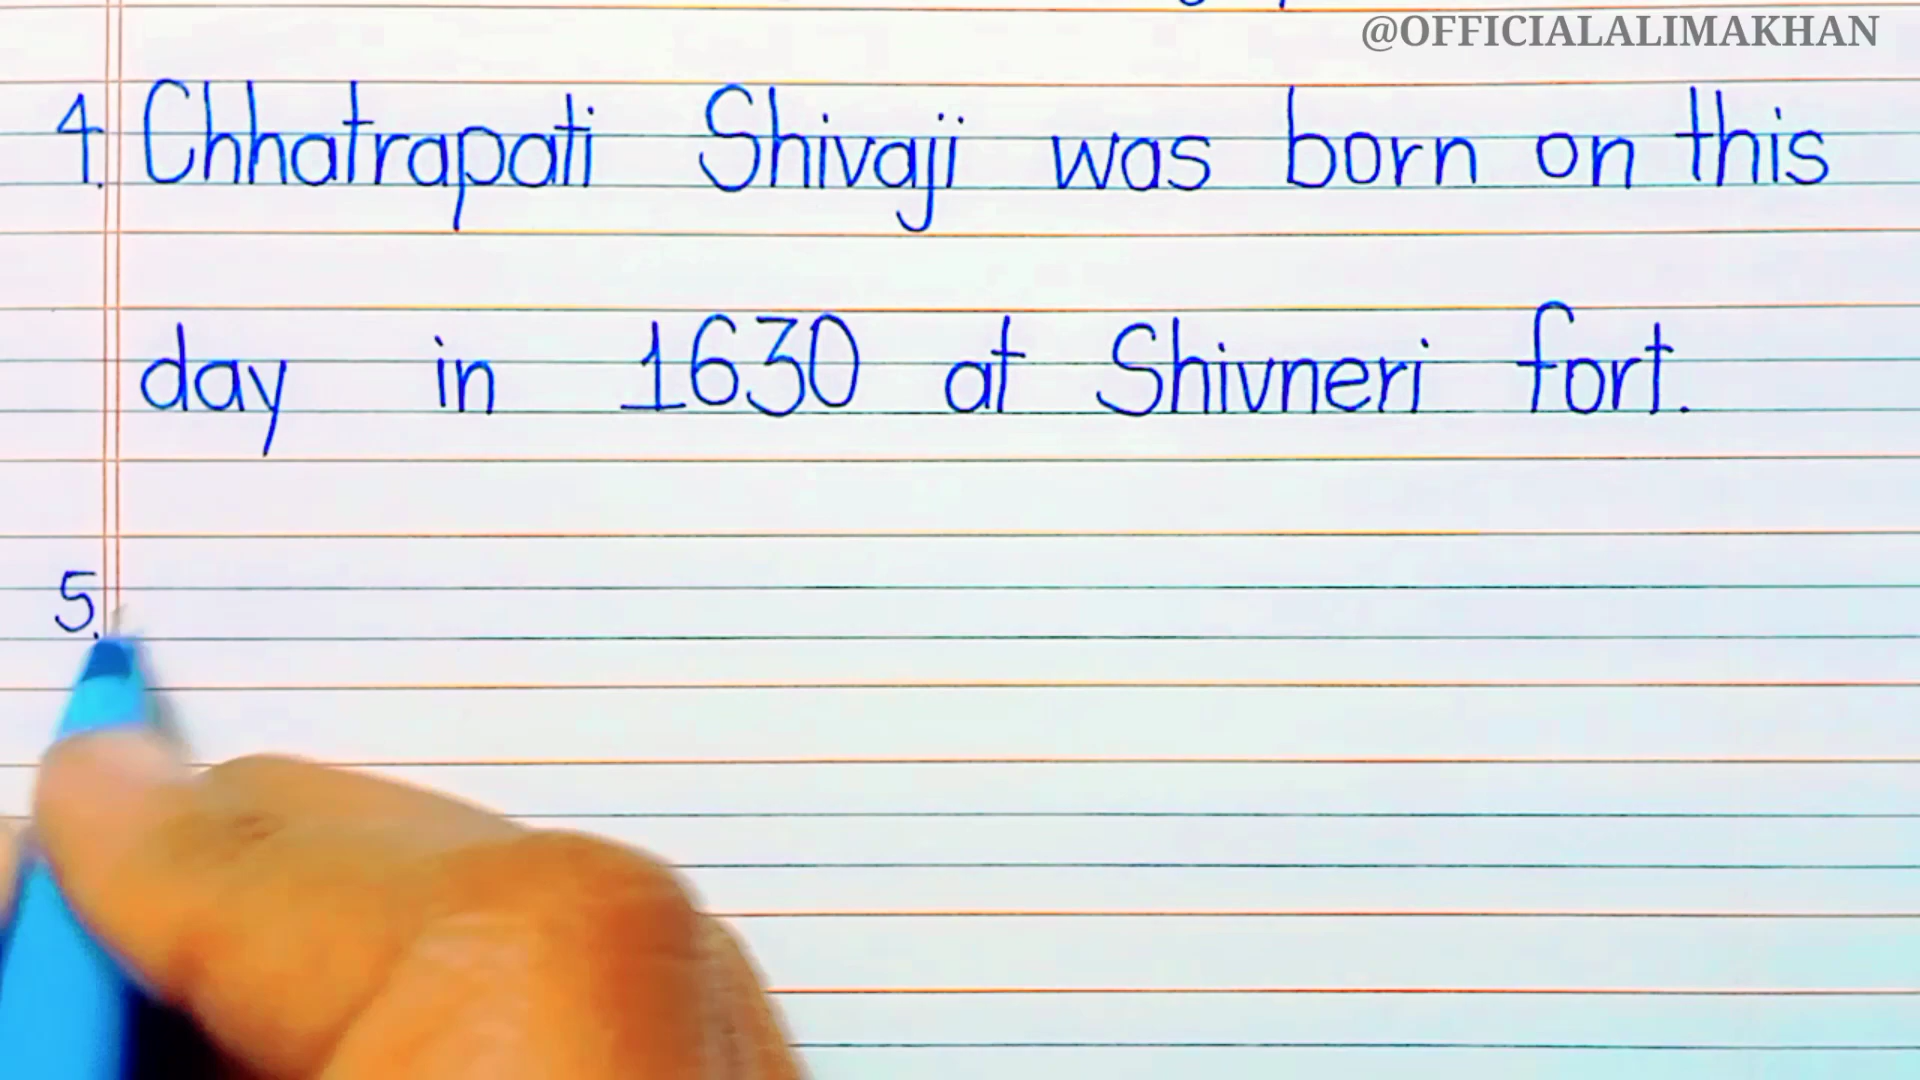 @OFFICIALALIMAKHAN
4. Chhatrapati Shivaji was born on this
day in 1630 at Shivneri fort.
5.